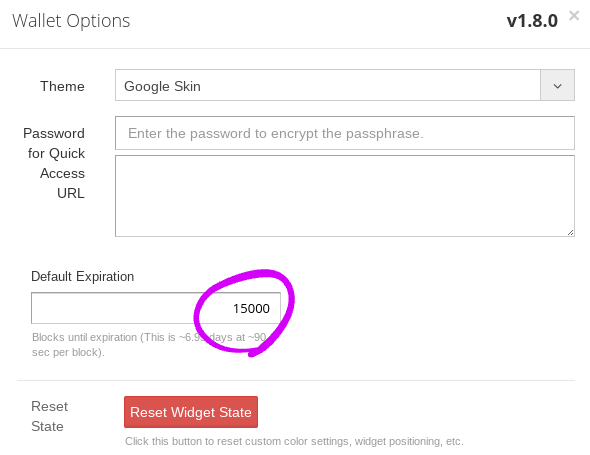 Wallet Options
v1.8.0 ×
Theme
Google Skin
Password
for Quick
Access
URL
Enter the password to encrypt the passphrase.
Default Expiration
15000
Blocks until expiration (This is ~6.9 days at ~90
sec per block).
Reset
State
Reset Widget State
Click this button to reset custom color settings, widget positioning, etc.